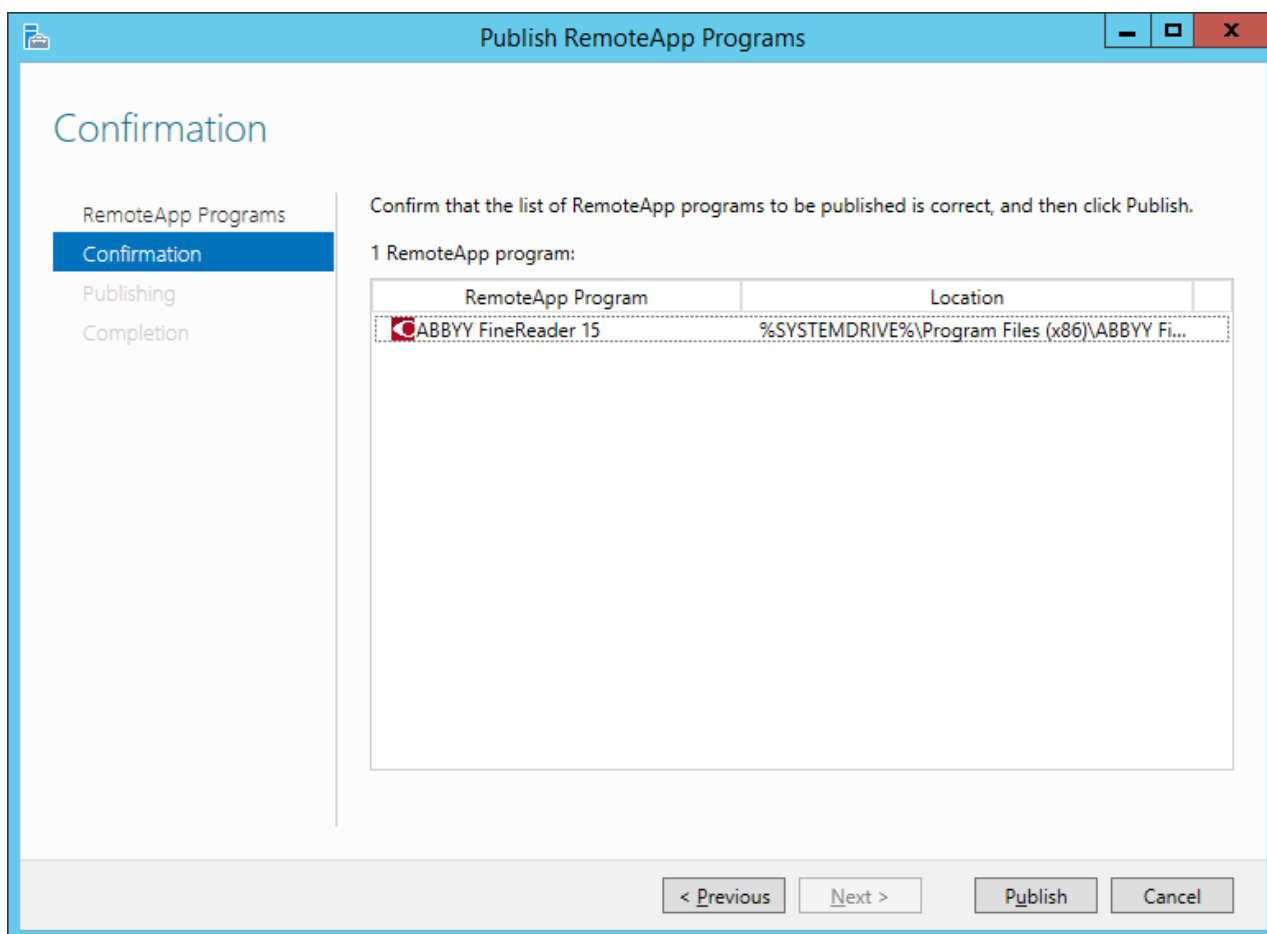 Publish RemoteApp Programs
Confirmation
RemoteApp Programs
Confirmation
Publishing
Completion
Confirm that the list of RemoteApp programs to be published is correct, and then click Publish.
1 RemoteApp program:
RemoteApp Program Location
ABBYY FineReader 15 %SYSTEMDRIVE%\Program Files (x86)\ABBYY Fi...
< Previous Next > Publish Cancel